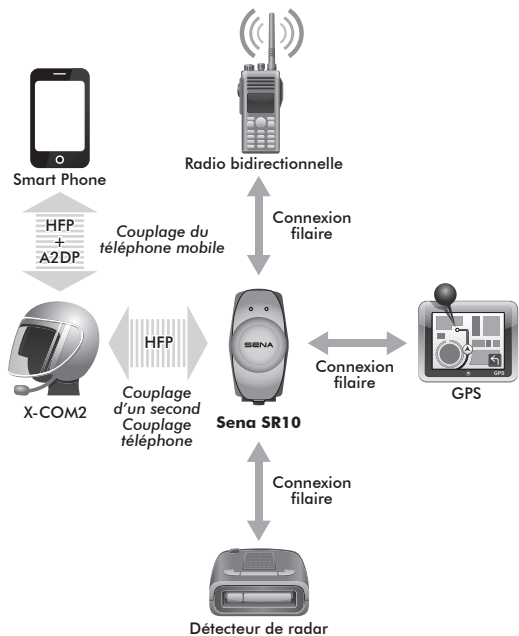 Radio bidirectionnelle
Smart Phone
HFP
+
A2DP
Couplage du
téléphone mobile
Connexion
filaire
HFP
SENA
Connexion
filaire
GPS
GPS
X-COM2
Couplage
d'un second
Couplage
téléphone
Sena SR10
Connexion
filaire
Détecteur de radar